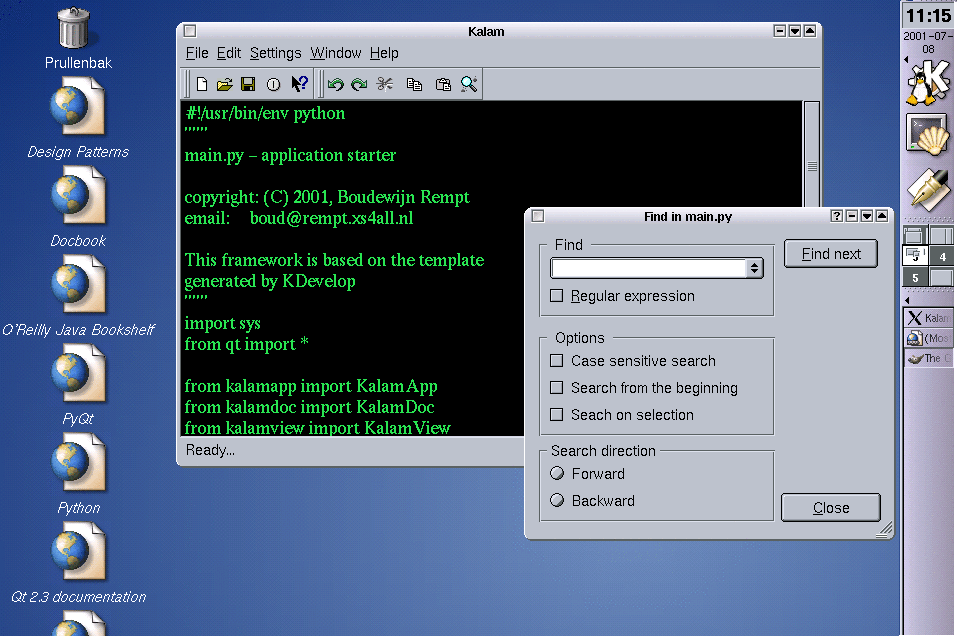 Prullenbak
Design Patterns
Docbook
O'Reilly Java Bookshelf
PyQt
Python
Qt 2.3 documentation
Kalam
File Edit Settings Window Help
#!/usr/bin/env python
""""""
main.py – application starter
copyright: (C) 2001, Boudewijn Rempt
email: boud@rempt.xs4all.nl
This framework is based on the template
generated by KDevelop
""""""
import sys
from qt import *
from kalamapp import KalamApp
from kalamdoc import KalamDoc
from kalamview import KalamView
Ready...
Find in main.py
Find
Find next
Regular expression
Options
Case sensitive search
Search from the beginning
Seach on selection
Search direction
Forward
Backward
Close
11:15
2001-07-
08
3 4
5
Kalam
(Mos
The G